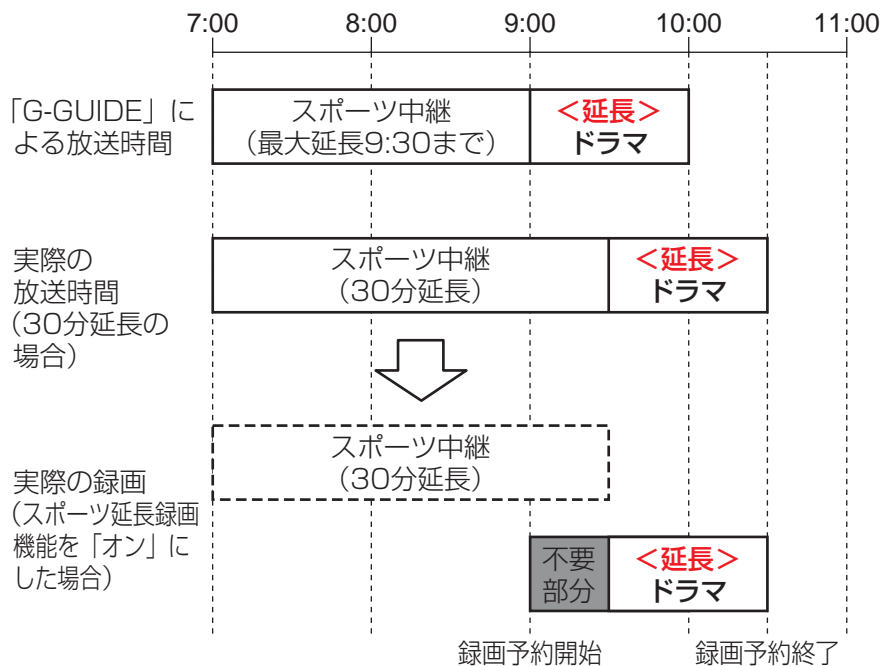 7:00 8:00 9:00 10:00 11:00
「G-GUIDE」に
よる放送時間
スポーツ中継
（最大延長9:30まで）
＜延長＞
ドラマ
実際の
放送時間
（30分延長の
場合）
スポーツ中継
（30分延長）
＜延長＞
ドラマ
実際の録画
（スポーツ延長録画
機能を「オン」に
した場合）
スポーツ中継
（30分延長）
不要
部分
＜延長＞
ドラマ
録画予約開始 録画予約終了